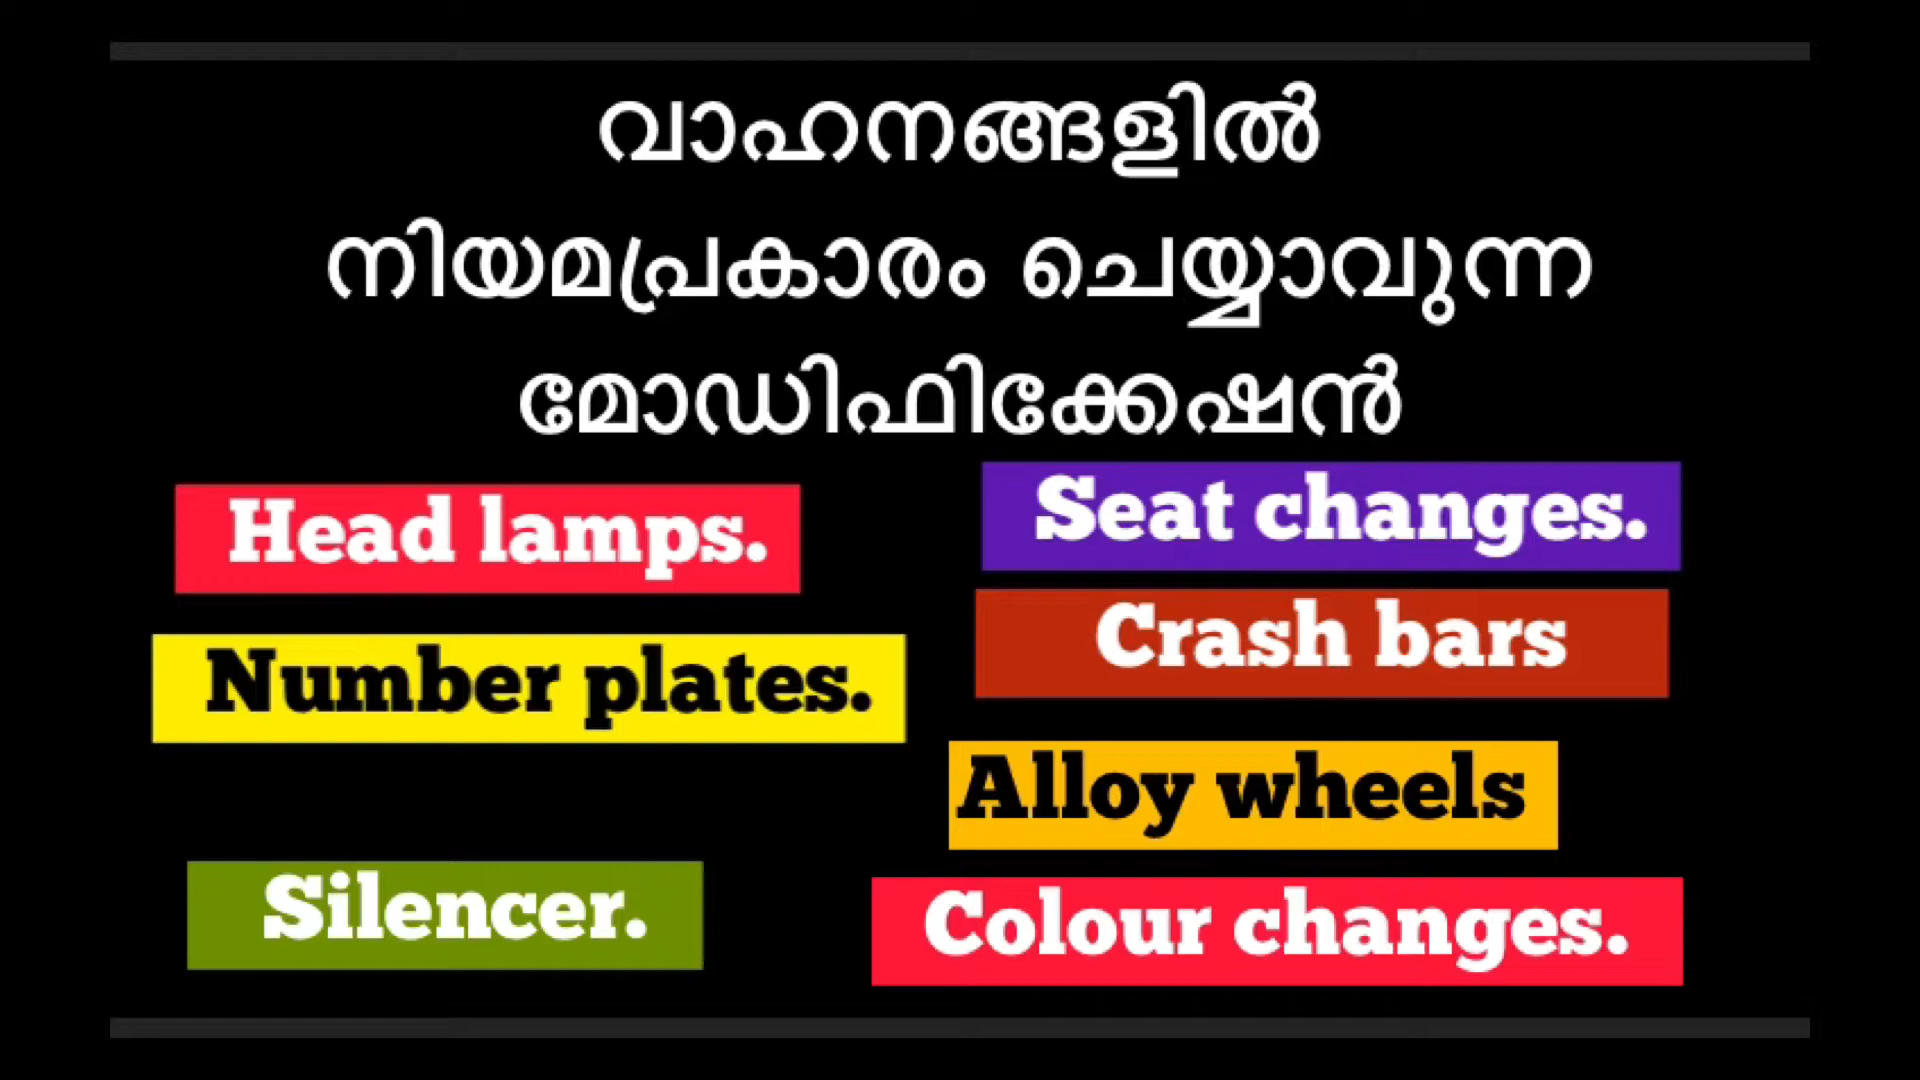 വാഹനങ്ങളിൽ
നിയമപ്രകാരം ചെയ്യാവുന്ന
മോഡിഫിക്കേഷൻ
Head lamps.
Number plates.
Silencer.
Seat changes.
Crash bars
Alloy wheels
Colour changes.